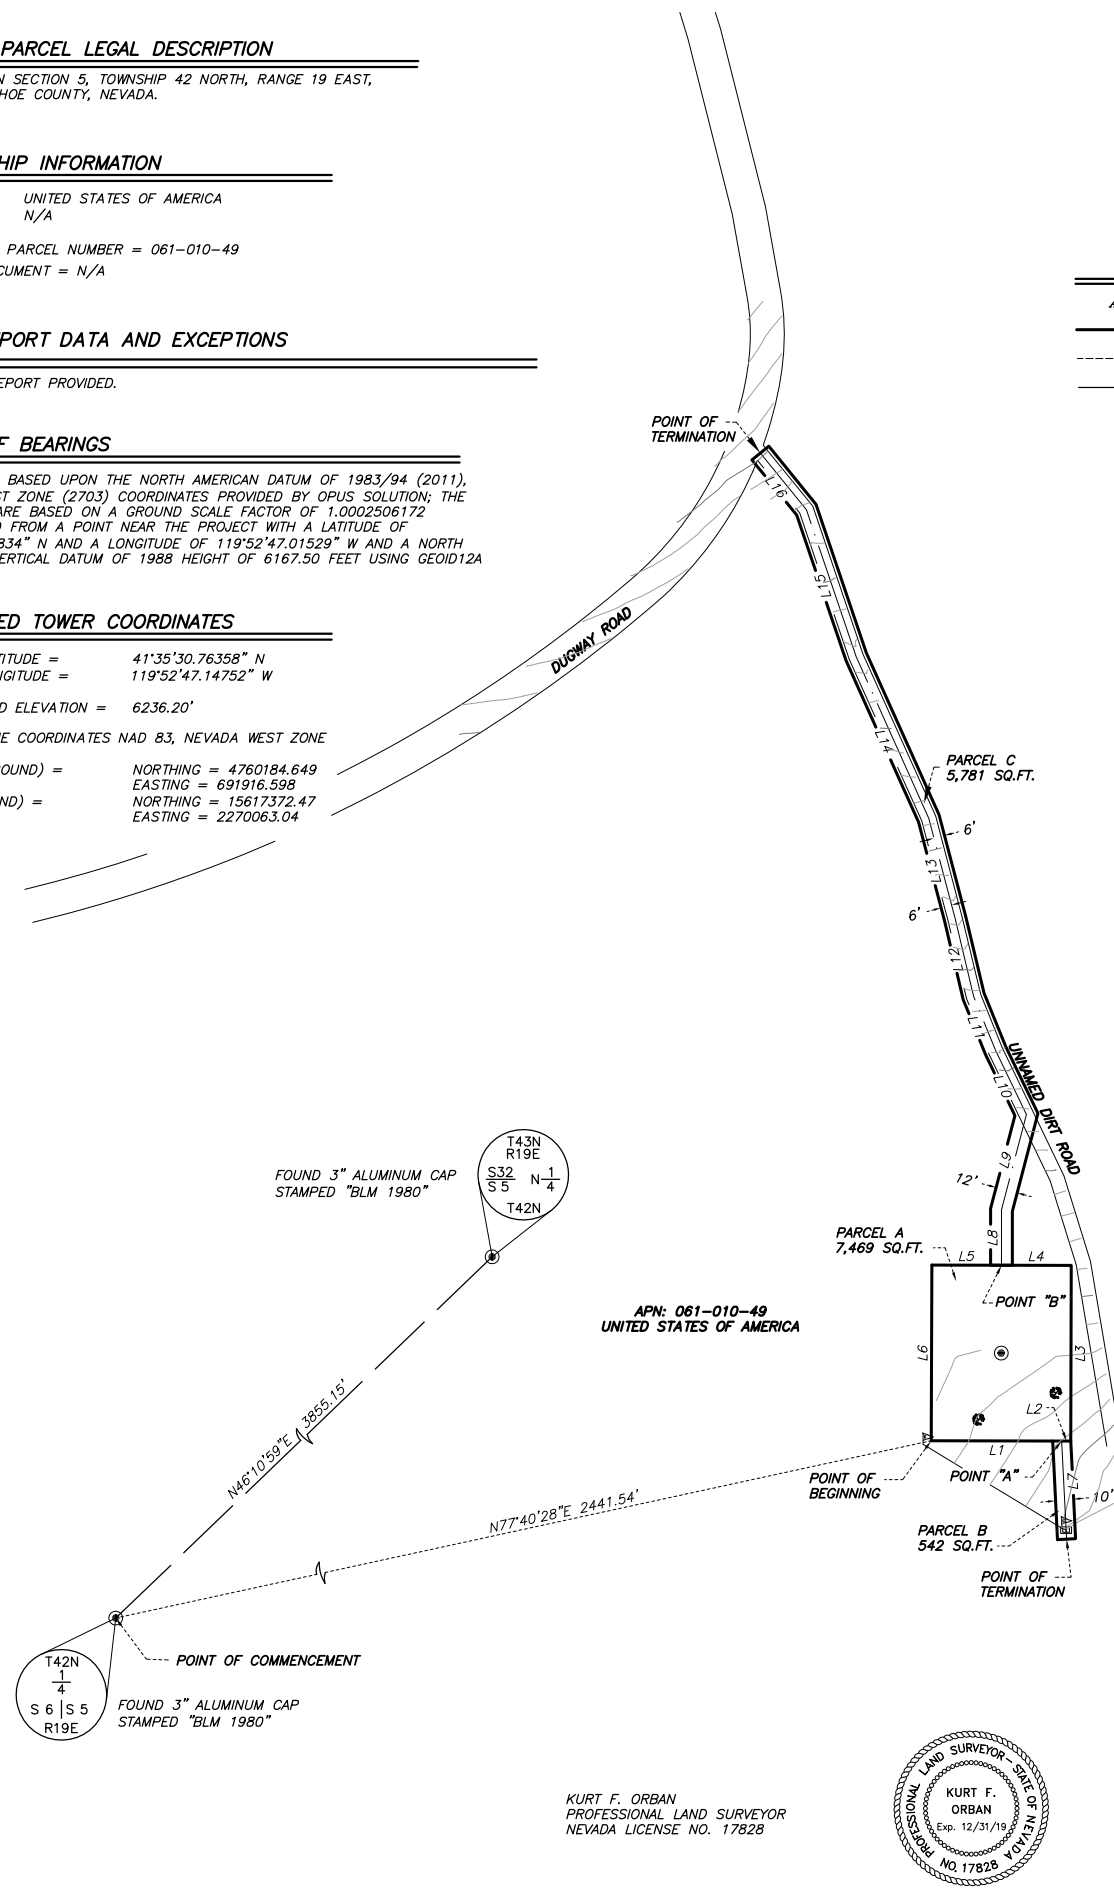 PARCEL LEGAL DESCRIPTION
N SECTION 5, TOWNSHIP 42 NORTH, RANGE 19 EAST,
HOE COUNTY, NEVADA.
HIP INFORMATION
UNITED STATES OF AMERICA
N/A
PARCEL NUMBER = 061-010-49
CUMENT = N/A
PORT DATA AND EXCEPTIONS
EPORT PROVIDED.
F BEARINGS
BASED UPON THE NORTH AMERICAN DATUM OF 1983/94 (2011),
ST ZONE (2703) COORDINATES PROVIDED BY OPUS SOLUTION; THE
ARE BASED ON A GROUND SCALE FACTOR OF 1.0002506172
D FROM A POINT NEAR THE PROJECT WITH A LATITUDE OF
834" N AND A LONGITUDE OF 119°52'47.01529" W AND A NORTH
ERTICAL DATUM OF 1988 HEIGHT OF 6167.50 FEET USING GEOID12A
ED TOWER COORDINATES
TITUDE = 41°35'30.76358" N
NGITUDE = 119°52'47.14752" W
D ELEVATION = 6236.20'
E COORDINATES NAD 83, NEVADA WEST ZONE
OUND) = NORTHING = 4760184.649
EASTING = 691916.598
ND) = NORTHING = 15617372.47
EASTING = 2270063.04
POINT OF
TERMINATION
L16
L15
DUGWAY ROAD
L14
PARCEL C
5,781 SQ.FT.
6'
L13
6'
L12
L11
UNNAMED DIRT ROAD
L10
L9
12'
L8
T43N
R19E
S32
S 5
N 1/4
T42N
FOUND 3" ALUMINUM CAP
STAMPED "BLM 1980"
PARCEL A
7,469 SQ.FT.
L5
L4
POINT "B"
APN: 061-010-49
UNITED STATES OF AMERICA
L6
L3
L2
L1
N46°10'59"E 3855.15'
N77°40'28"E 2441.54'
POINT OF
BEGINNING
POINT "A"
L7
10'
PARCEL B
542 SQ.FT.
POINT OF
TERMINATION
POINT OF COMMENCEMENT
T42N
1/4
S 6 | S 5
R19E
FOUND 3" ALUMINUM CAP
STAMPED "BLM 1980"
KURT F. ORBAN
PROFESSIONAL LAND SURVEYOR
NEVADA LICENSE NO. 17828
PROFESSIONAL LAND SURVEYOR – STATE OF NEVADA
KURT F.
ORBAN
Exp. 12/31/19
NO. 17828